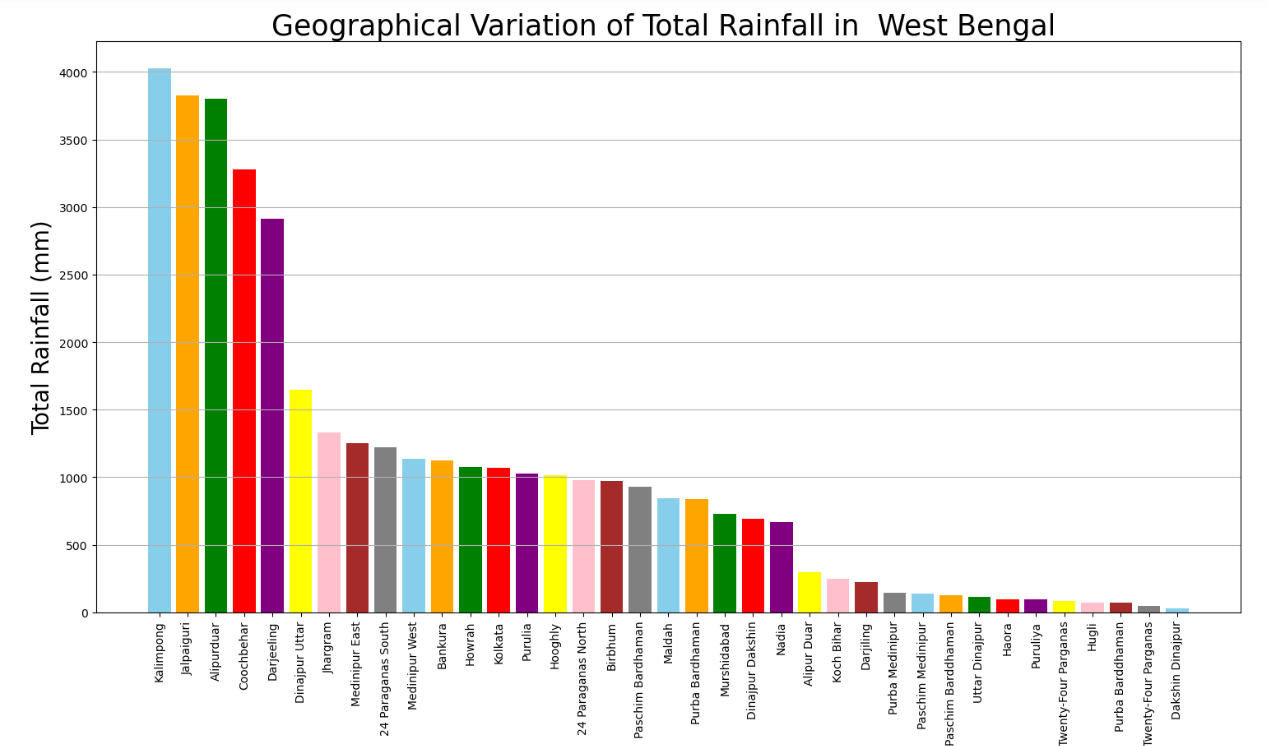 Geographical Variation of Total Rainfall in  West Bengal
Total Rainfall (mm)
4000
3500
3000
2500
2000
1500
1000
500
0
Kalimpong
Jalpaiguri
Alipurduar
Coochbehar
Darjeeling
Dinajpur Uttar
Jhargram
Medinipur East
24 Paraganas South
Medinipur West
Bankura
Howrah
Kolkata
Purulia
Hooghly
24 Paraganas North
Birbhum
Paschim Bardhaman
Maldah
Purba Bardhaman
Murshidabad
Dinajpur Dakshin
Nadia
Alipur Duar
Koch Bihar
Darjiling
Purba Medinipur
Paschim Medinipur
Paschim Barddhaman
Uttar Dinajpur
Haora
Puruliya
Twenty-Four Parganas
Hugli
Purba Barddhaman
Twenty-Four Parganas
Dakshin Dinajpur